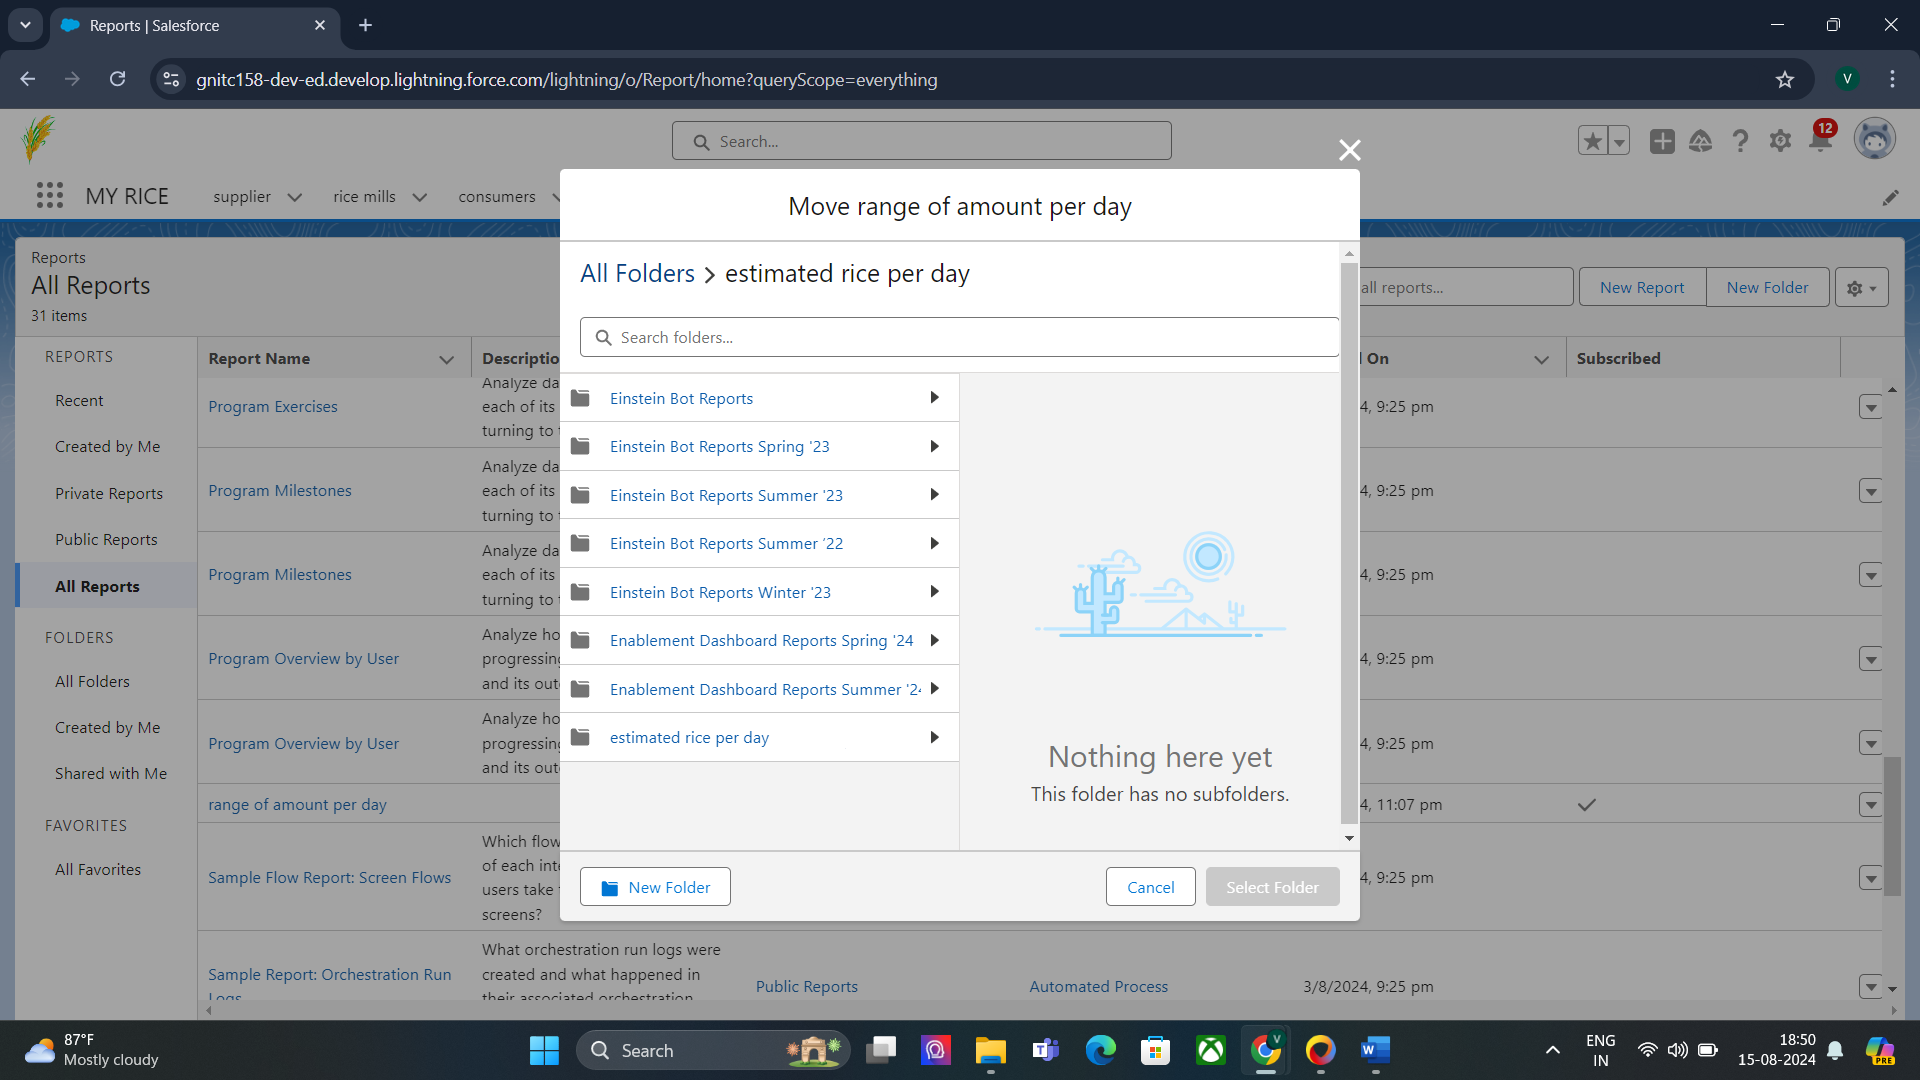 Reports | Salesforce
gnitc158-dev-ed.develop.lightning.force.com/lightning/o/Report/home?queryScope=everything
V
Search...
12
MY RICE
supplier
rice mills
consumers
Move range of amount per day
All Folders > estimated rice per day
Search folders...
Einstein Bot Reports
Einstein Bot Reports Spring '23
Einstein Bot Reports Summer '23
Einstein Bot Reports Summer ‘22
Einstein Bot Reports Winter '23
Enablement Dashboard Reports Spring '24
Enablement Dashboard Reports Summer '24
estimated rice per day
Nothing here yet
This folder has no subfolders.
New Folder
Cancel
Select Folder
Reports
All Reports
31 items
all reports...
New Report
New Folder
REPORTS
Recent
Created by Me
Private Reports
Public Reports
All Reports
FOLDERS
All Folders
Created by Me
Shared with Me
FAVORITES
All Favorites
Report Name
Descriptio
On
Subscribed
Program Exercises
Analyze da
each of its
turning to
4, 9:25 pm
Program Milestones
Analyze da
each of its
turning to
4, 9:25 pm
Program Milestones
Analyze da
each of its
turning to
4, 9:25 pm
Program Overview by User
Analyze ho
progressing
and its out
4, 9:25 pm
Program Overview by User
Analyze ho
progressing
and its out
4, 9:25 pm
range of amount per day
4, 11:07 pm
Sample Flow Report: Screen Flows
Which flow
of each inte
users take
screens?
4, 9:25 pm
Sample Report: Orchestration Run
Logs
What orchestration run logs were
created and what happened in
their associated orchestration
Public Reports
Automated Process
3/8/2024, 9:25 pm
87°F
Mostly cloudy
Search
V
ENG
IN
18:50
15-08-2024
PRE